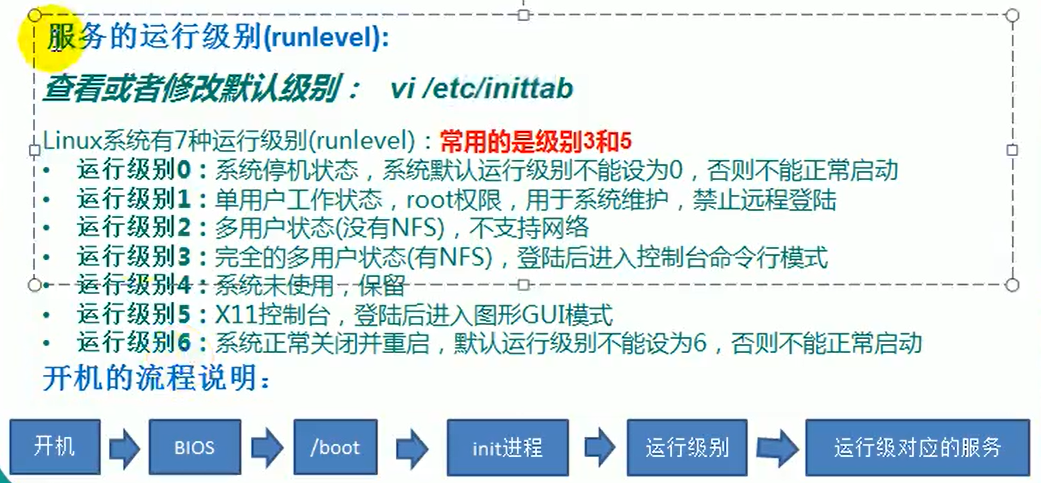 服务的运行级别(runlevel):
查看或者修改默认级别： vi /etc/inittab
Linux系统有7种运行级别(runlevel)：常用的是级别3和5
• 运行级别0：系统停机状态，系统默认运行级别不能设为0，否则不能正常启动
• 运行级别1：单用户工作状态，root权限，用于系统维护，禁止远程登陆
• 运行级别2：多用户状态(没有NFS)，不支持网络
• 运行级别3：完全的多用户状态(有NFS)，登陆后进入控制台命令行模式
• 运行级别4：系统未使用，保留
• 运行级别5：X11控制台，登陆后进入图形GUI模式
• 运行级别6：系统正常关闭并重启，默认运行级别不能设为6，否则不能正常启动
开机的流程说明：
开机
BIOS
/boot
init进程
运行级别
运行级对应的服务